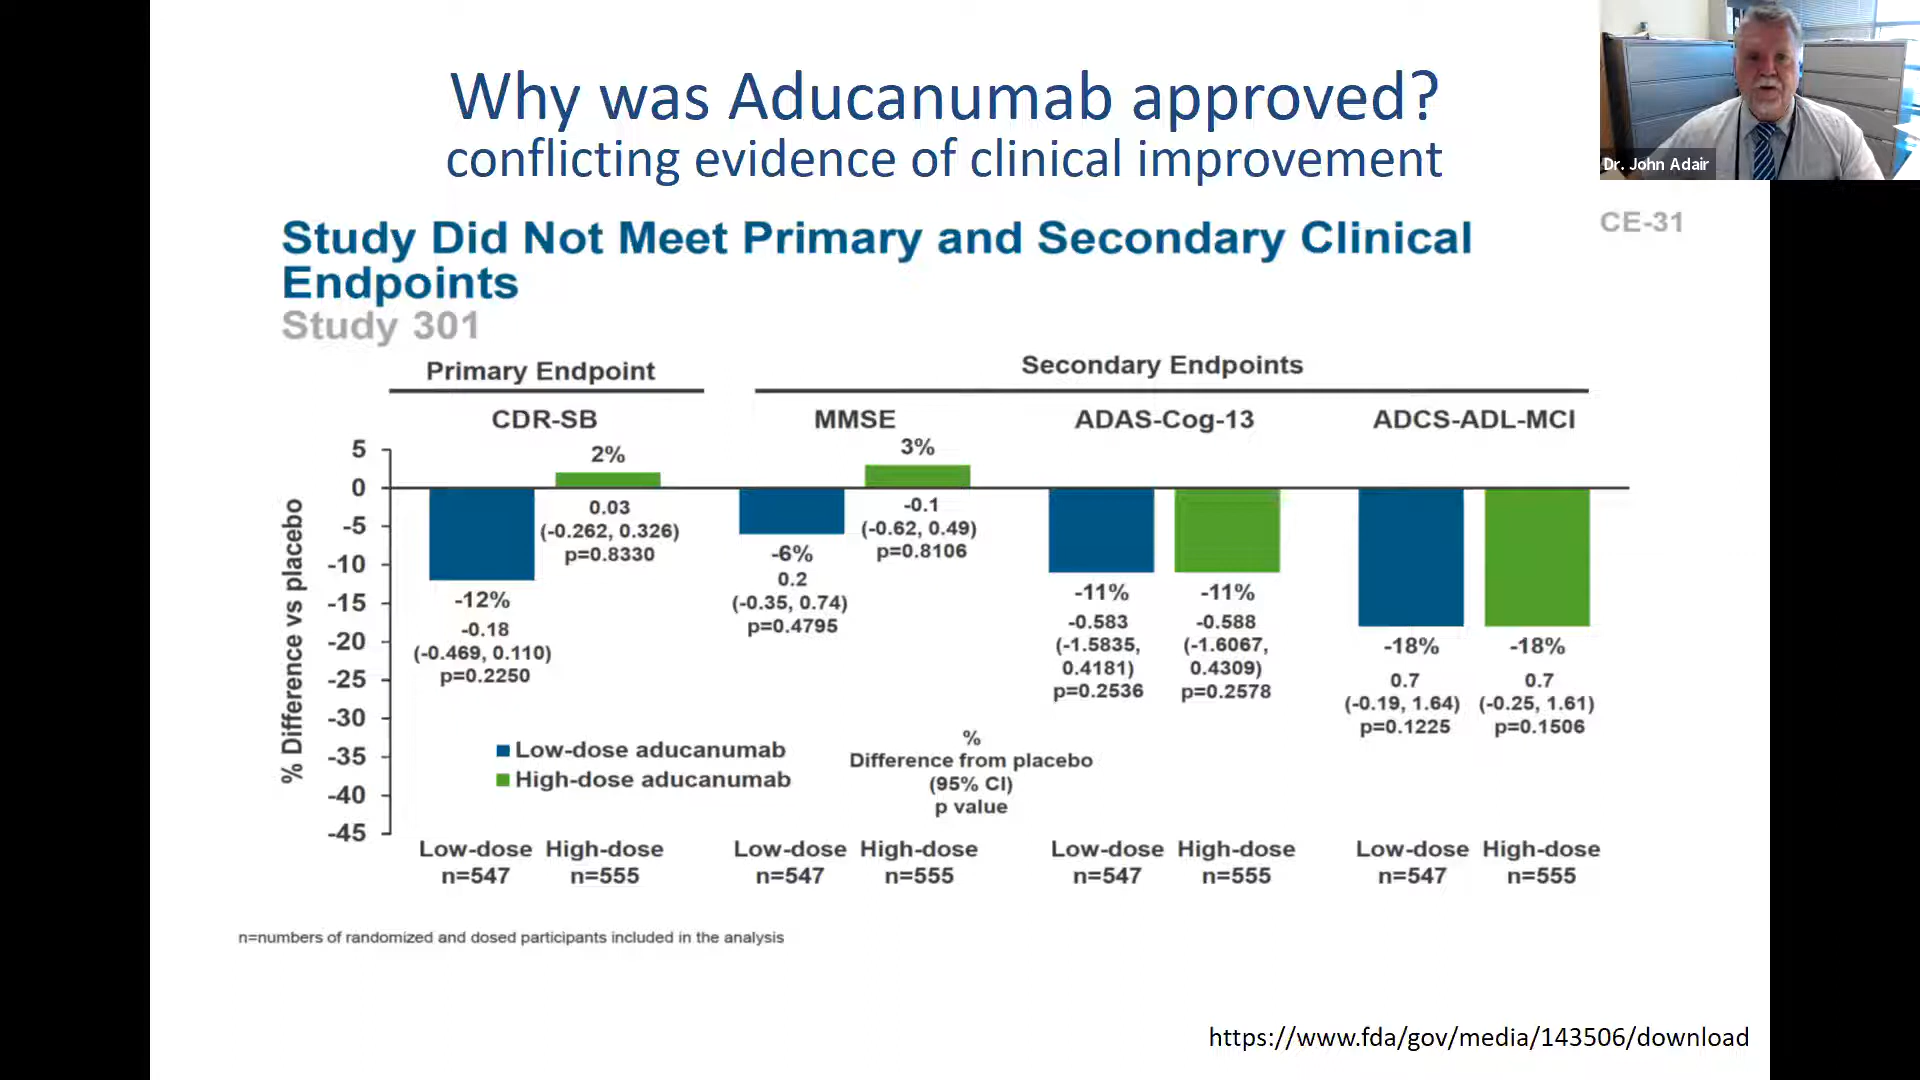 Why was Aducanumab approved?
conflicting evidence of clinical improvement
Dr. John Adair
CE-31
Study Did Not Meet Primary and Secondary Clinical
Endpoints
Study 301
Primary Endpoint
Secondary Endpoints
CDR-SB
MMSE
ADAS-Cog-13
ADCS-ADL-MCI
% Difference vs placebo
5
0
-5
-10
-15
-20
-25
-30
-35
-40
-45
-12%
-0.18
(-0.469, 0.110)
p=0.2250
2%
0.03
(-0.262, 0.326)
p=0.8330
-6%
0.2
(-0.35, 0.74)
p=0.4795
3%
-0.1
(-0.62, 0.49)
p=0.8106
-11%
-0.583
(-1.5835,
0.4181)
p=0.2536
-11%
-0.588
(-1.6067,
0.4309)
p=0.2578
-18%
0.7
(-0.19, 1.64)
p=0.1225
-18%
0.7
(-0.25, 1.61)
p=0.1506
Low-dose aducanumab
High-dose aducanumab
%
Difference from placebo
(95% CI)
p value
Low-dose High-dose Low-dose High-dose Low-dose High-dose Low-dose High-dose
n=547 n=555 n=547 n=555 n=547 n=555 n=547 n=555
n=numbers of randomized and dosed participants included in the analysis
https://www.fda/gov/media/143506/download